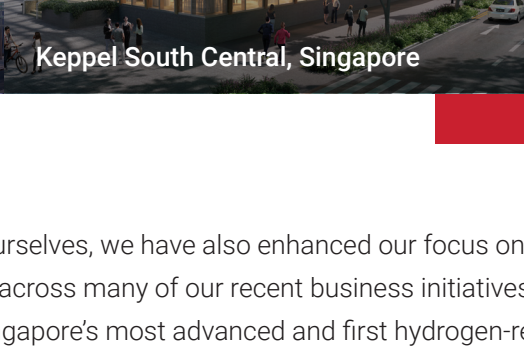 Keppel South Central, Singapore
urselves, we have also enhanced our focus on
across many of our recent business initiatives
gapore's most advanced and first hydrogen-re